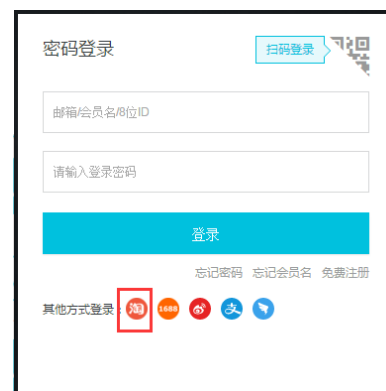 密码登录
扫码登录
邮箱/会员名/8位ID
请输入登录密码
登录
忘记密码 忘记会员名 免费注册
其他方式登录: 淘 1688 支